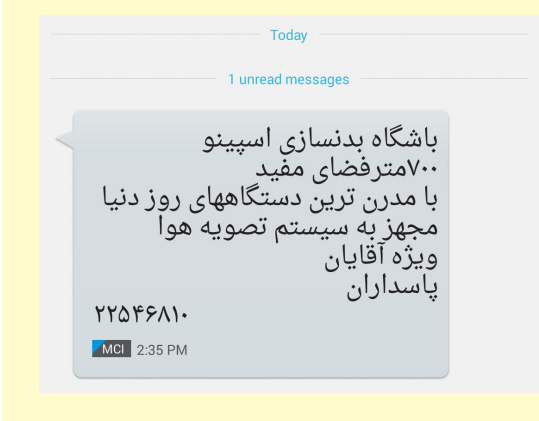 Today
1 unread messages
باشگاه بدنسازی اسپینو
۷۰۰مترفضای مفید
با مدرن ترین دستگاههای روز دنیا
مجهز به سیستم تصویه هوا
ویژه آقایان
پاسداران
۲۲۵۴۶۸۱۰
MCI 2:35 PM